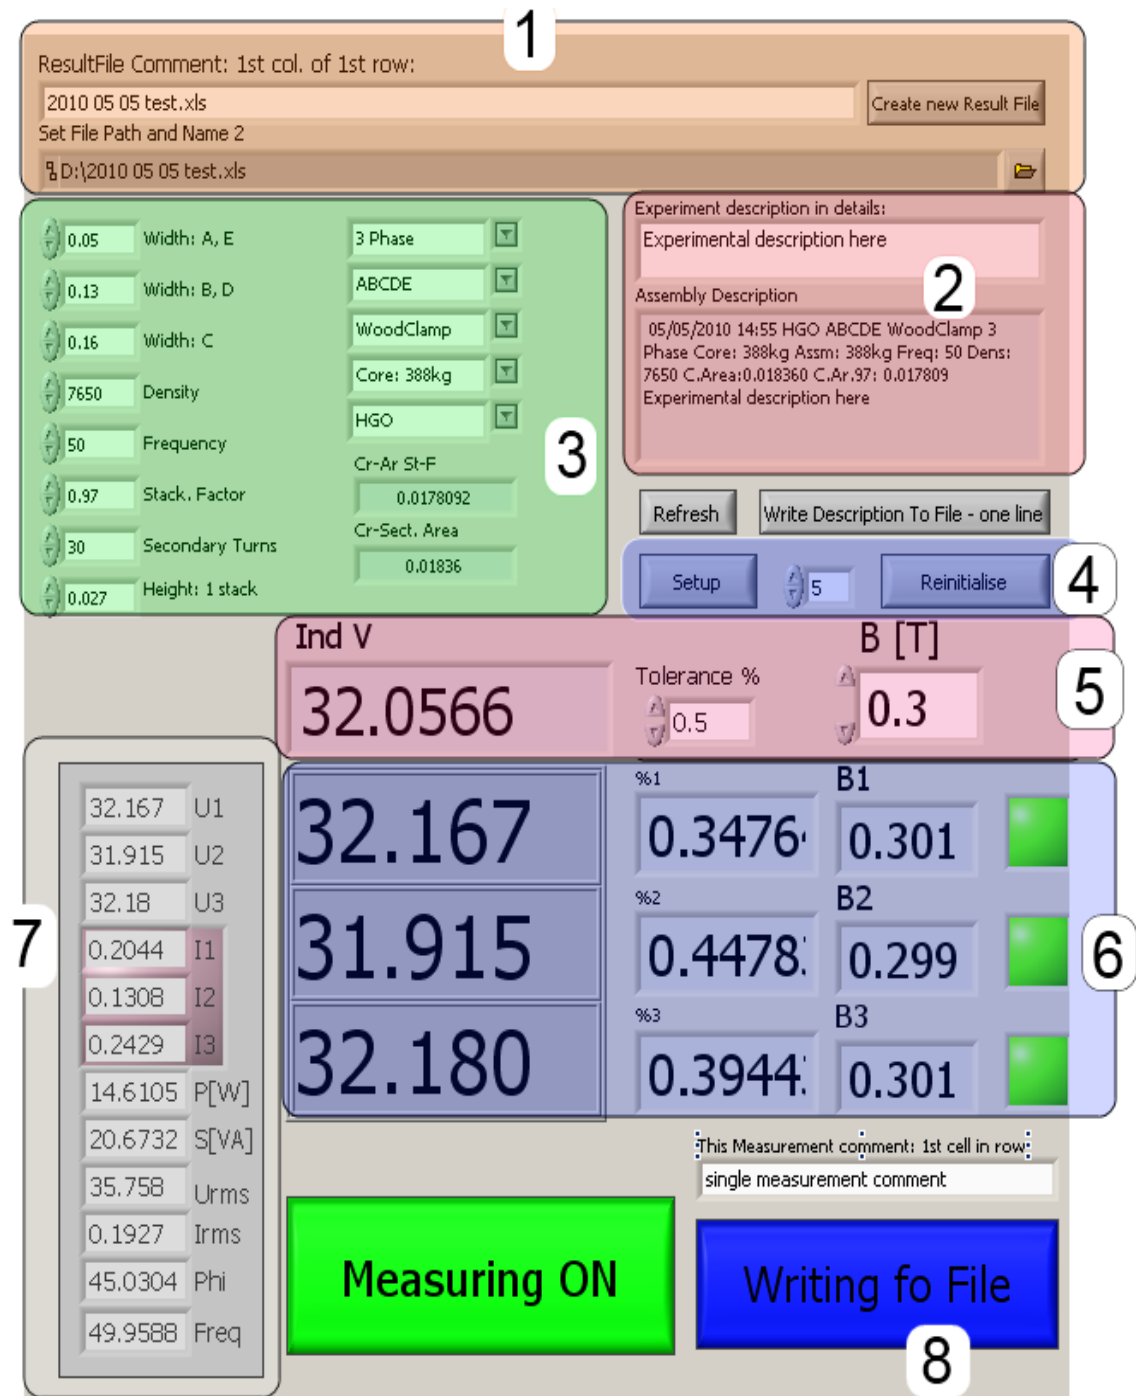 1
ResultFile Comment: 1st col. of 1st row:
2010 05 05 test.xls
Create new Result File
Set File Path and Name 2
D:\2010 05 05 test.xls
0.05 Width: A, E
0.13 Width: B, D
0.16 Width: C
7650 Density
50 Frequency
0.97 Stack. Factor
30 Secondary Turns
0.027 Height: 1 stack
3 Phase
ABCDE
WoodClamp
Core: 388kg
HGO
Cr-Ar St-F
0.0178092
Cr-Sect. Area
0.01836
3
Experiment description in details:
Experimental description here
2
Assembly Description
05/05/2010 14:55 HGO ABCDE WoodClamp 3
Phase Core: 388kg Assm: 388kg Freq: 50 Dens:
7650 C.Area:0.018360 C.Ar.97: 0.017809
Experimental description here
Refresh
Write Description To File - one line
Setup
5
Reinitialise
4
Ind V
32.0566
Tolerance %
0.5
B [T]
0.3
5
32.167
%1
0.3476
B1
0.301
31.915
%2
0.4478
B2
0.299
32.180
%3
0.3944
B3
0.301
6
7
32.167 U1
31.915 U2
32.18 U3
0.2044 I1
0.1308 I2
0.2429 I3
14.6105 P[W]
20.6732 S[VA]
35.758 Urms
0.1927 Irms
45.0304 Phi
49.9588 Freq
This Measurement comment: 1st cell in row:
single measurement comment
Measuring ON
Writing fo File
8